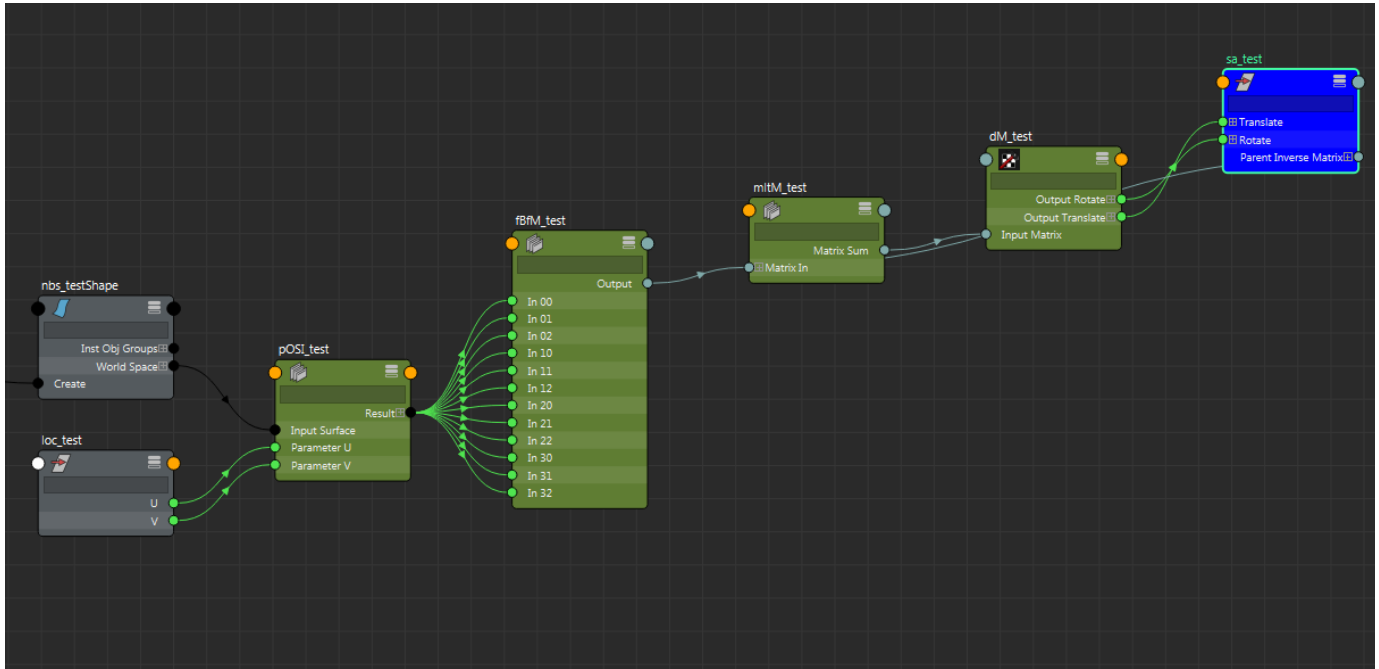 nbs_testShape
Inst Obj Groups
World Space
Create
loc_test
U
V
pOSI_test
Result
Input Surface
Parameter U
Parameter V
fBfM_test
Output
In 00
In 01
In 02
In 10
In 11
In 12
In 20
In 21
In 22
In 30
In 31
In 32
mltM_test
Matrix Sum
Matrix In
dM_test
Output Rotate
Output Translate
Input Matrix
sa_test
Translate
Rotate
Parent Inverse Matrix